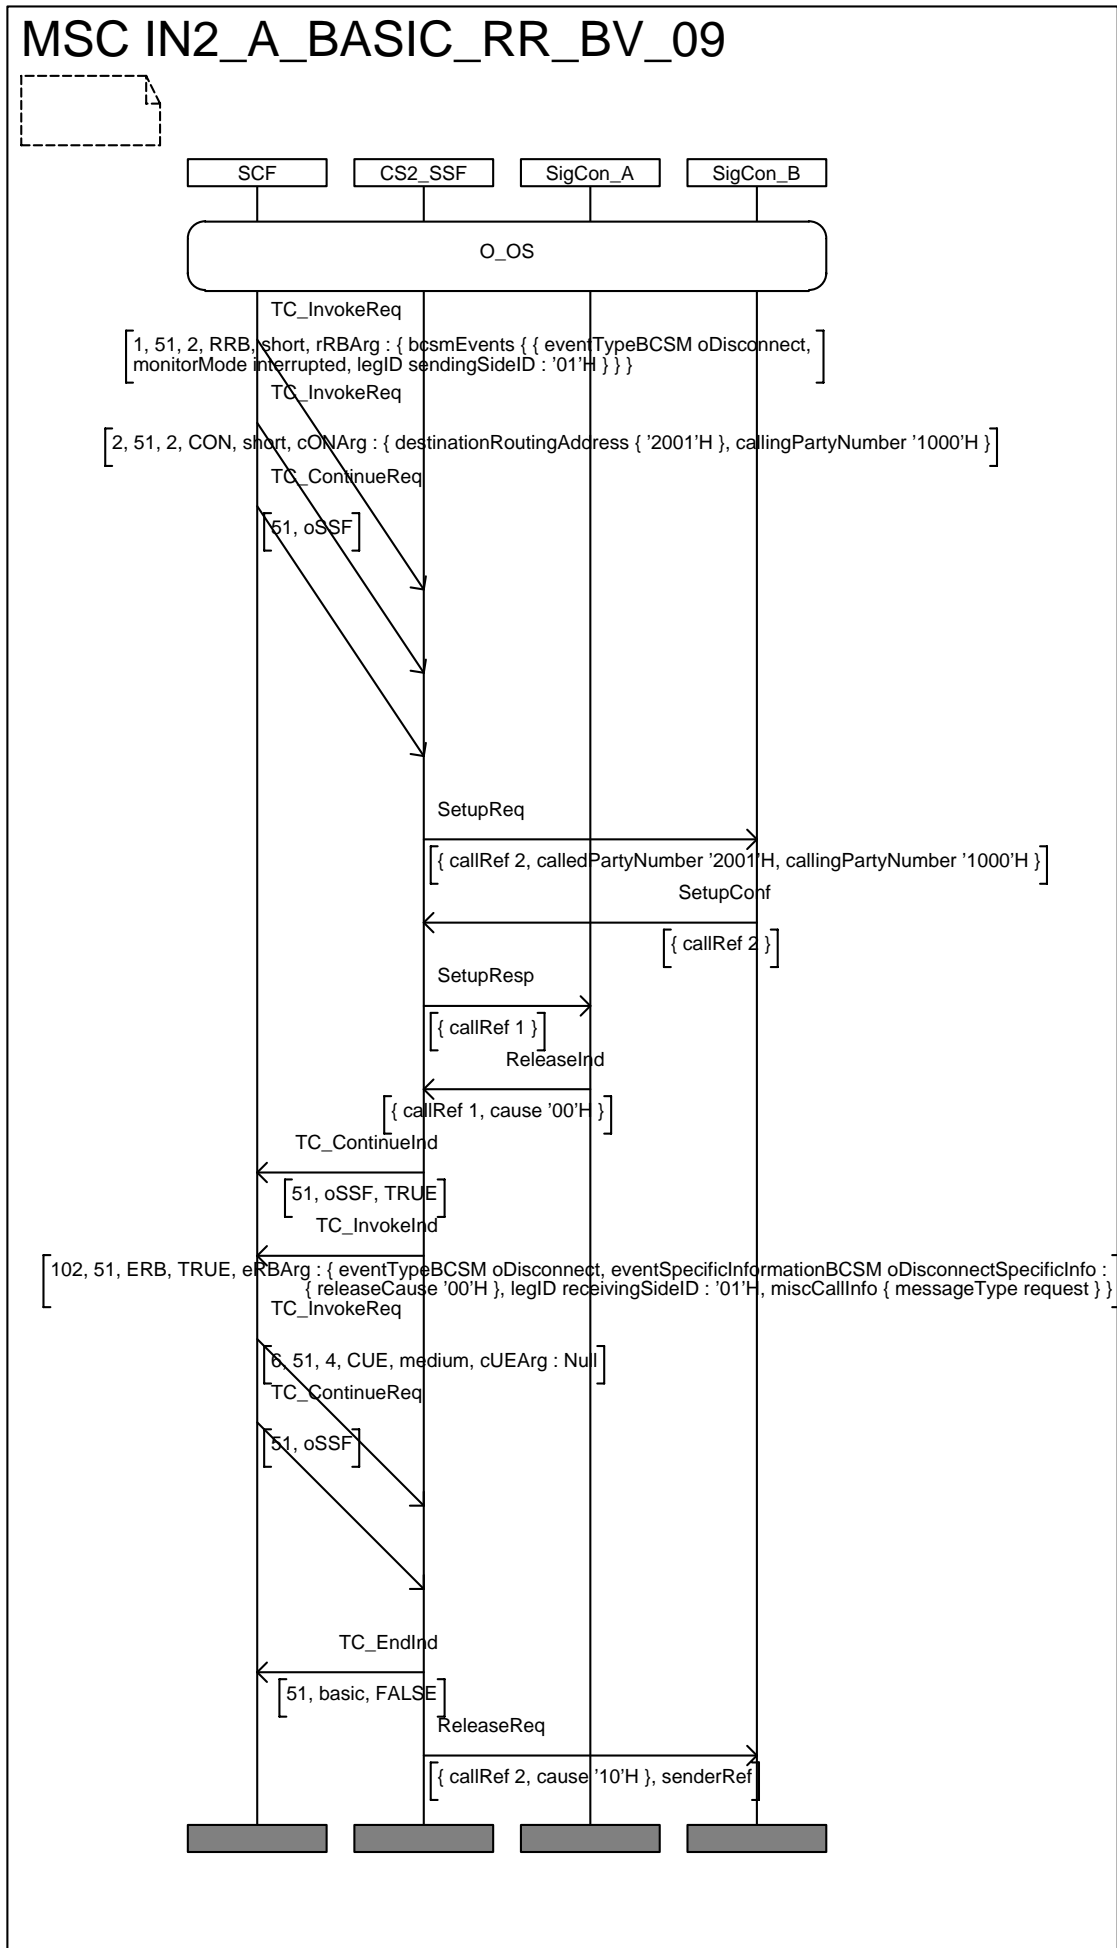 MSC IN2_A_BASIC_RR_BV_09
SCF
CS2_SSF
SigCon_A
SigCon_B
O_OS
TC_InvokeReq
1, 51, 2, RRB, short, rRBArg : { bcsmEvents { { eventTypeBCSM oDisconnect,
monitorMode interrupted, legID sendingSideID : '01'H } } }
TC_InvokeReq
2, 51, 2, CON, short, cONArg : { destinationRoutingAddress { '2001'H }, callingPartyNumber '1000'H }
TC_ContinueReq
51, oSSF
SetupReq
{ callRef 2, calledPartyNumber '2001'H, callingPartyNumber '1000'H }
SetupConf
{ callRef 2 }
SetupResp
{ callRef 1 }
ReleaseInd
{ callRef 1, cause '00'H }
TC_ContinueInd
51, oSSF, TRUE
TC_InvokeInd
102, 51, ERB, TRUE, eRBArg : { eventTypeBCSM oDisconnect, eventSpecificInformationBCSM oDisconnectSpecificInfo :
{ releaseCause '00'H }, legID receivingSideID : '01'H, miscCallInfo { messageType request } }
TC_InvokeReq
6, 51, 4, CUE, medium, cUEArg : Null
TC_ContinueReq
51, oSSF
TC_EndInd
51, basic, FALSE
ReleaseReq
{ callRef 2, cause '10'H }, senderRef